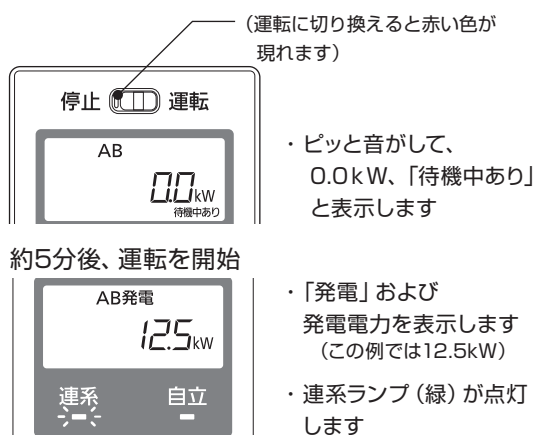 （運転に切り換えると赤い色が
現れます）
停止 運転
AB
0.0kW
待機中あり
・ピッと音がして、
0.0kW、「待機中あり」
と表示します
約5分後、運転を開始
AB発電
12.5kW
連系 自立
・「発電」および
発電電力を表示します
（この例では12.5kW）
・連系ランプ（緑）が点灯
します